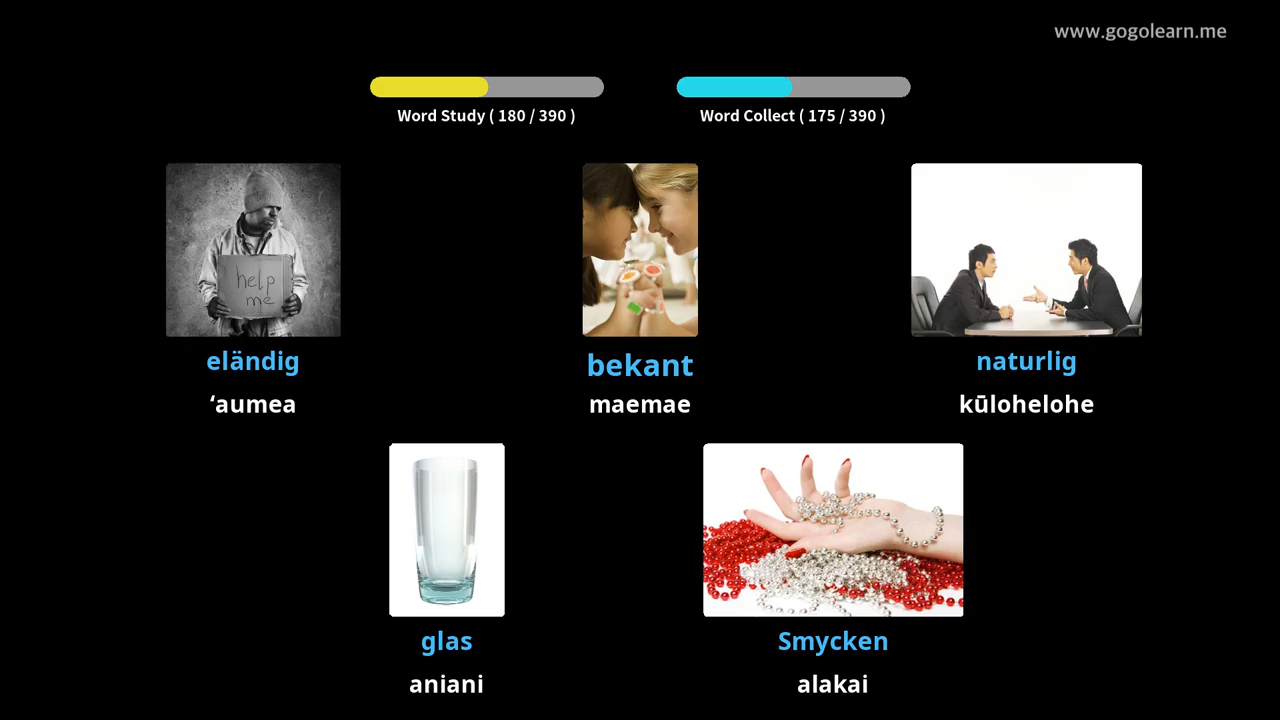 www.gogolearn.me
Word Study ( 180 / 390 )
Word Collect ( 175 / 390 )
help
me
eländig
bekant
naturlig
ʻaumea
maemae
kūlohelohe
glas
Smycken
aniani
alakai